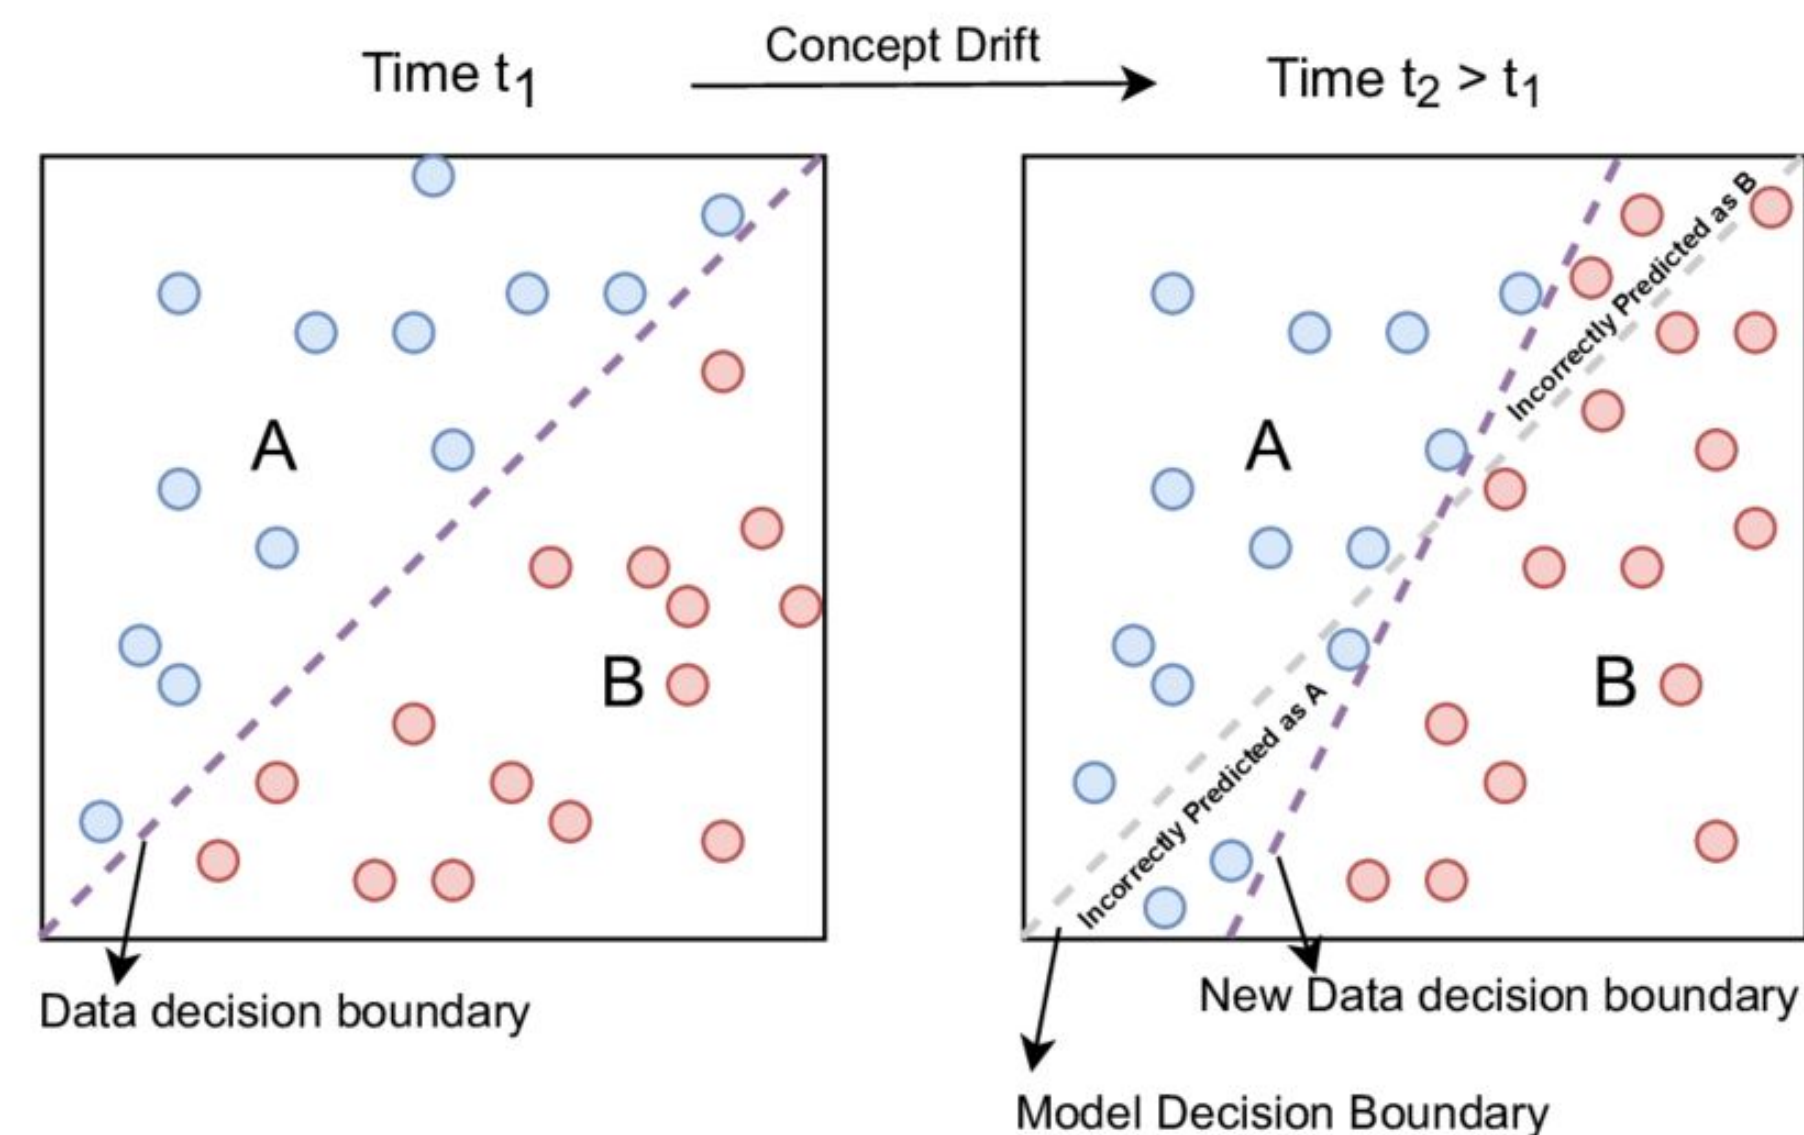 Time t1
Concept Drift
Time t2 > t1
A
B
Data decision boundary
A
B
Incorrectly Predicted as B
Incorrectly Predicted as A
New Data decision boundary
Model Decision Boundary